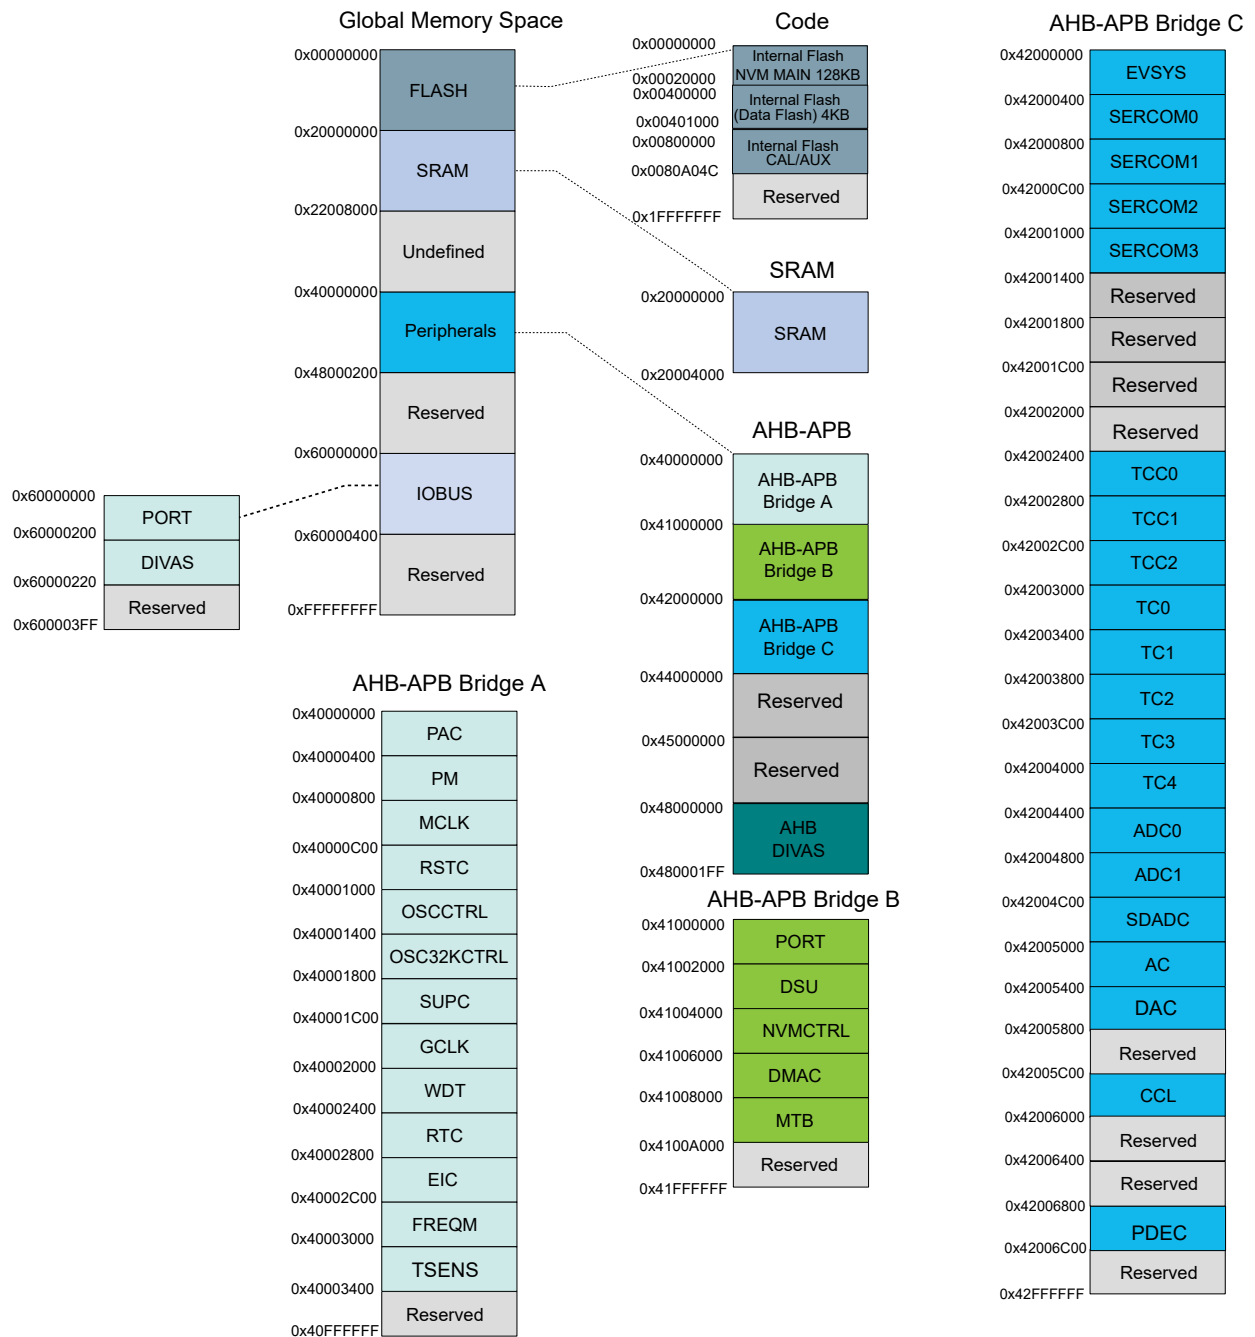 Global Memory Space
0x00000000
FLASH
0x20000000
SRAM
0x22008000
Undefined
0x40000000
Peripherals
0x48000200
Reserved
0x60000000
IOBUS
0x60000400
Reserved
0xFFFFFFFF
0x60000000
PORT
0x60000200
DIVAS
0x60000220
Reserved
0x600003FF
AHB-APB Bridge A
0x40000000
PAC
0x40000400
PM
0x40000800
MCLK
0x40000C00
RSTC
0x40001000
OSCCTRL
0x40001400
OSC32KCTRL
0x40001800
SUPC
0x40001C00
GCLK
0x40002000
WDT
0x40002400
RTC
0x40002800
EIC
0x40002C00
FREQM
0x40003000
TSENS
0x40003400
Reserved
0x40FFFFFF
Code
0x00000000
Internal Flash
NVM MAIN 128KB
0x00020000
0x00400000
Internal Flash
(Data Flash) 4KB
0x00401000
0x00800000
Internal Flash
CAL/AUX
0x0080A04C
Reserved
0x1FFFFFFF
SRAM
0x20000000
SRAM
0x20004000
AHB-APB
0x40000000
AHB-APB
Bridge A
0x41000000
AHB-APB
Bridge B
0x42000000
AHB-APB
Bridge C
0x44000000
Reserved
0x45000000
Reserved
0x48000000
AHB
DIVAS
0x480001FF
AHB-APB Bridge B
0x41000000
PORT
0x41002000
DSU
0x41004000
NVMCTRL
0x41006000
DMAC
0x41008000
MTB
0x4100A000
Reserved
0x41FFFFFF
AHB-APB Bridge C
0x42000000
EVSYS
0x42000400
SERCOM0
0x42000800
SERCOM1
0x42000C00
SERCOM2
0x42001000
SERCOM3
0x42001400
Reserved
0x42001800
Reserved
0x42001C00
Reserved
0x42002000
Reserved
0x42002400
TCC0
0x42002800
TCC1
0x42002C00
TCC2
0x42003000
TC0
0x42003400
TC1
0x42003800
TC2
0x42003C00
TC3
0x42004000
TC4
0x42004400
ADC0
0x42004800
ADC1
0x42004C00
SDADC
0x42005000
AC
0x42005400
DAC
0x42005800
Reserved
0x42005C00
CCL
0x42006000
Reserved
0x42006400
Reserved
0x42006800
PDEC
0x42006C00
Reserved
0x42FFFFFF